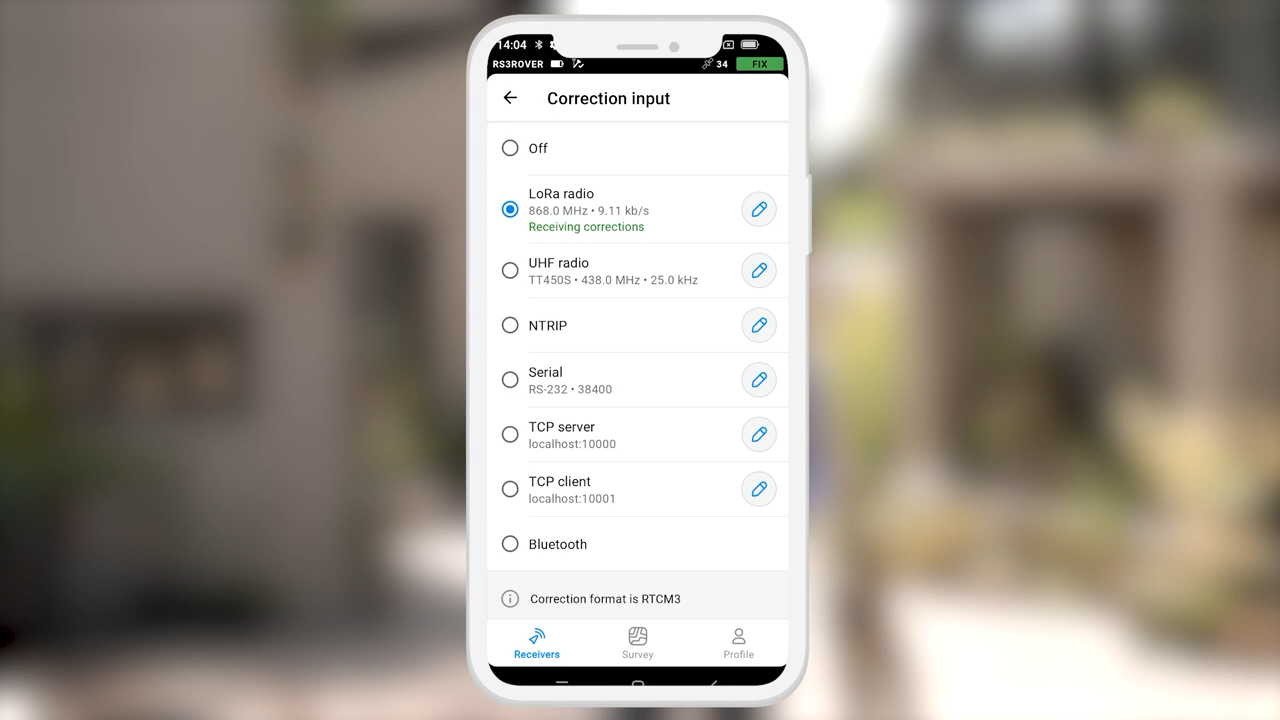 14:04
RS3ROVER 34 FIX
Correction input
Off
LoRa radio
868.0 MHz • 9.11 kb/s
Receiving corrections
UHF radio
TT450S • 438.0 MHz • 25.0 kHz
NTRIP
Serial
RS-232 • 38400
TCP server
localhost:10000
TCP client
localhost:10001
Bluetooth
Correction format is RTCM3
Receivers Survey Profile